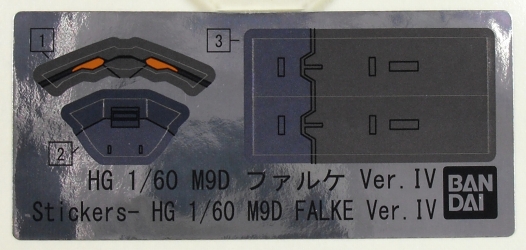 1
3
2
HG 1/60 M9D ファルケ Ver.IV
Stickers- HG 1/60 M9D FALKE Ver.IV
BAN
DAI